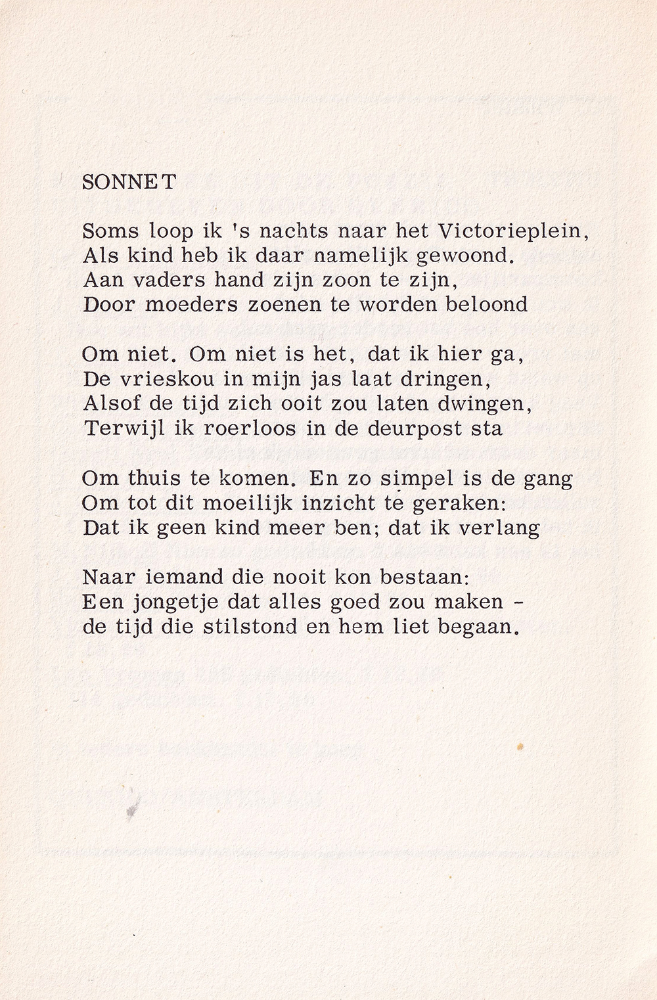 SONNET
Soms loop ik 's nachts naar het Victorieplein,
Als kind heb ik daar namelijk gewoond.
Aan vaders hand zijn zoon te zijn,
Door moeders zoenen te worden beloond
Om niet. Om niet is het, dat ik hier ga,
De vrieskou in mijn jas laat dringen,
Alsof de tijd zich ooit zou laten dwingen,
Terwijl ik roerloos in de deurpost sta
Om thuis te komen. En zo simpel is de gang
Om tot dit moeilijk inzicht te geraken:
Dat ik geen kind meer ben; dat ik verlang
Naar iemand die nooit kon bestaan:
Een jongetje dat alles goed zou maken -
de tijd die stilstond en hem liet begaan.